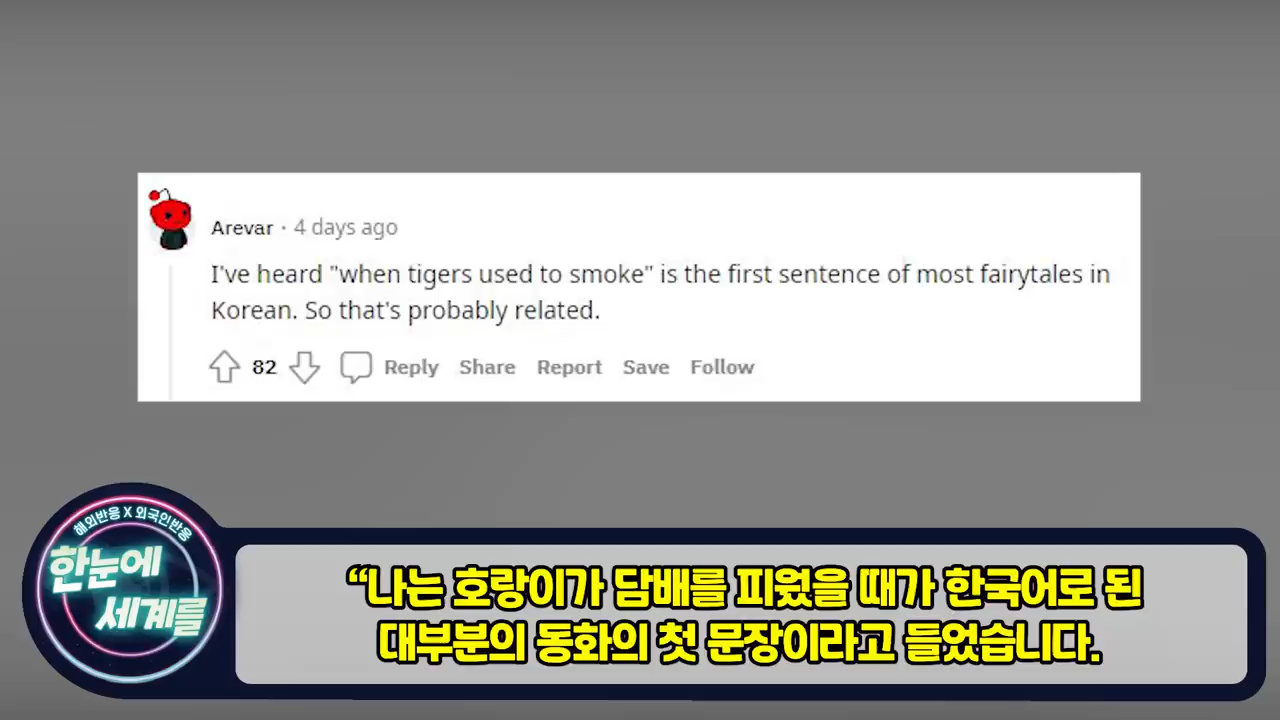 Arevar · 4 days ago
I've heard "when tigers used to smoke" is the first sentence of most fairytales in
Korean. So that's probably related.
82 Reply Share Report Save Follow
해외반응 X 외국인반응
한눈에
세계를
“나는 호랑이가 담배를 피웠을 때가 한국어로 된
대부분의 동화의 첫 문장이라고 들었습니다.